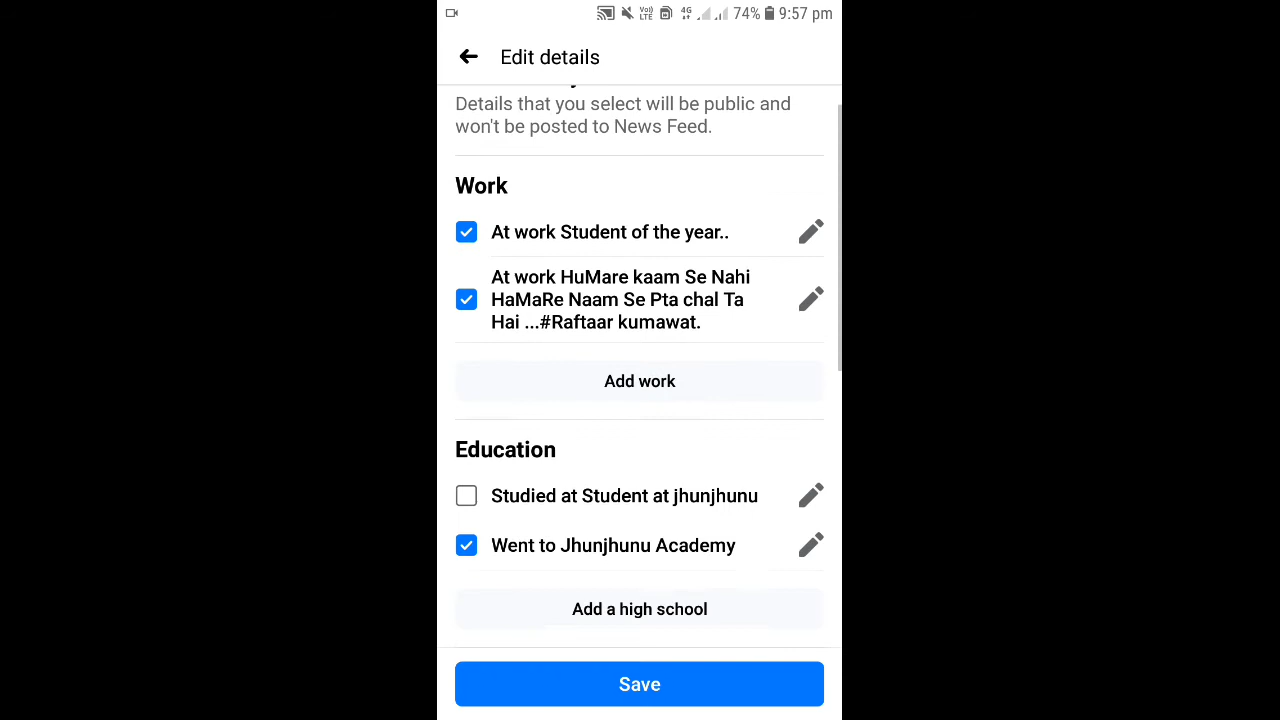 Vo))
LTE
4G
74%
9:57 pm
Edit details
Details that you select will be public and
won't be posted to News Feed.
Work
At work Student of the year..
At work HuMare kaam Se Nahi
HaMaRe Naam Se Pta chal Ta
Hai ...#Raftaar kumawat.
Add work
Education
Studied at Student at jhunjhunu
Went to Jhunjhunu Academy
Add a high school
Save